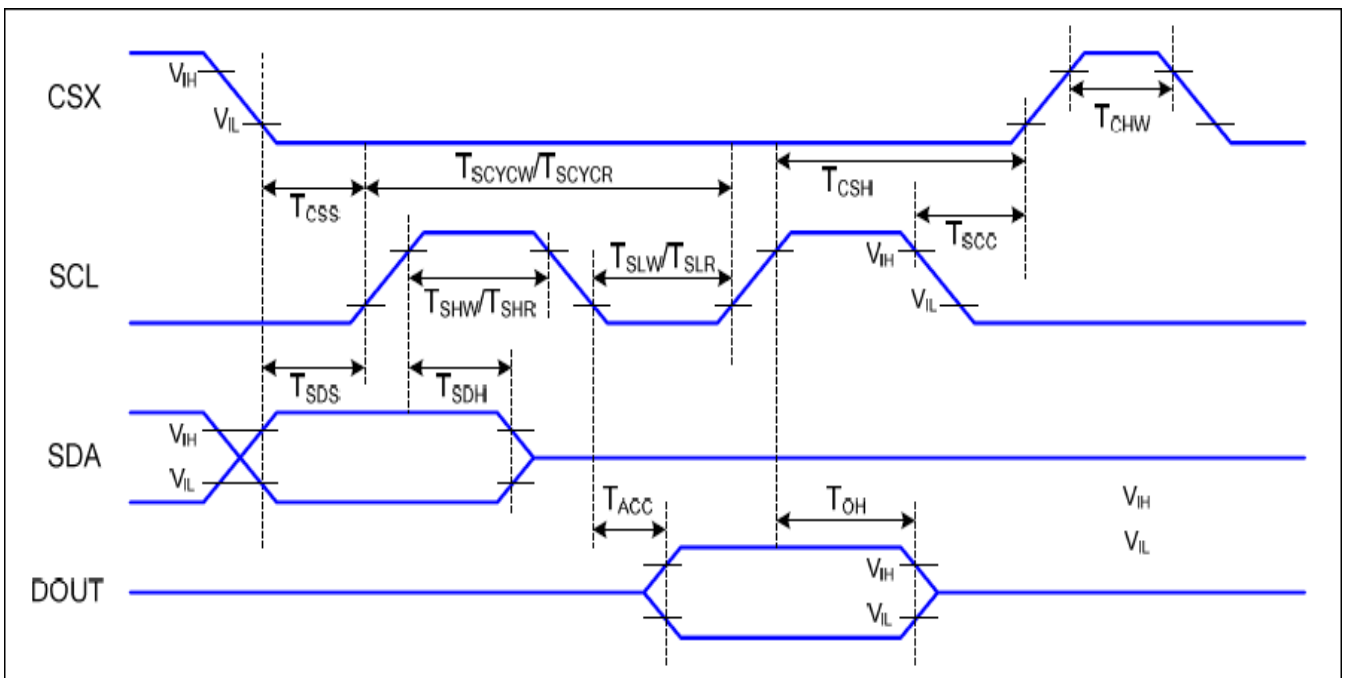 CSX
VIH
VIL
TCHW
TSCYCW/TSCYCR
TCSS
TCSH
TSCC
SCL
TSHW/TSHR
TSLW/TSLR
VIH
VIL
TSDS
TSDH
SDA
VIH
VIL
TACC
TOH
VIH
VIL
DOUT
VIH
VIL